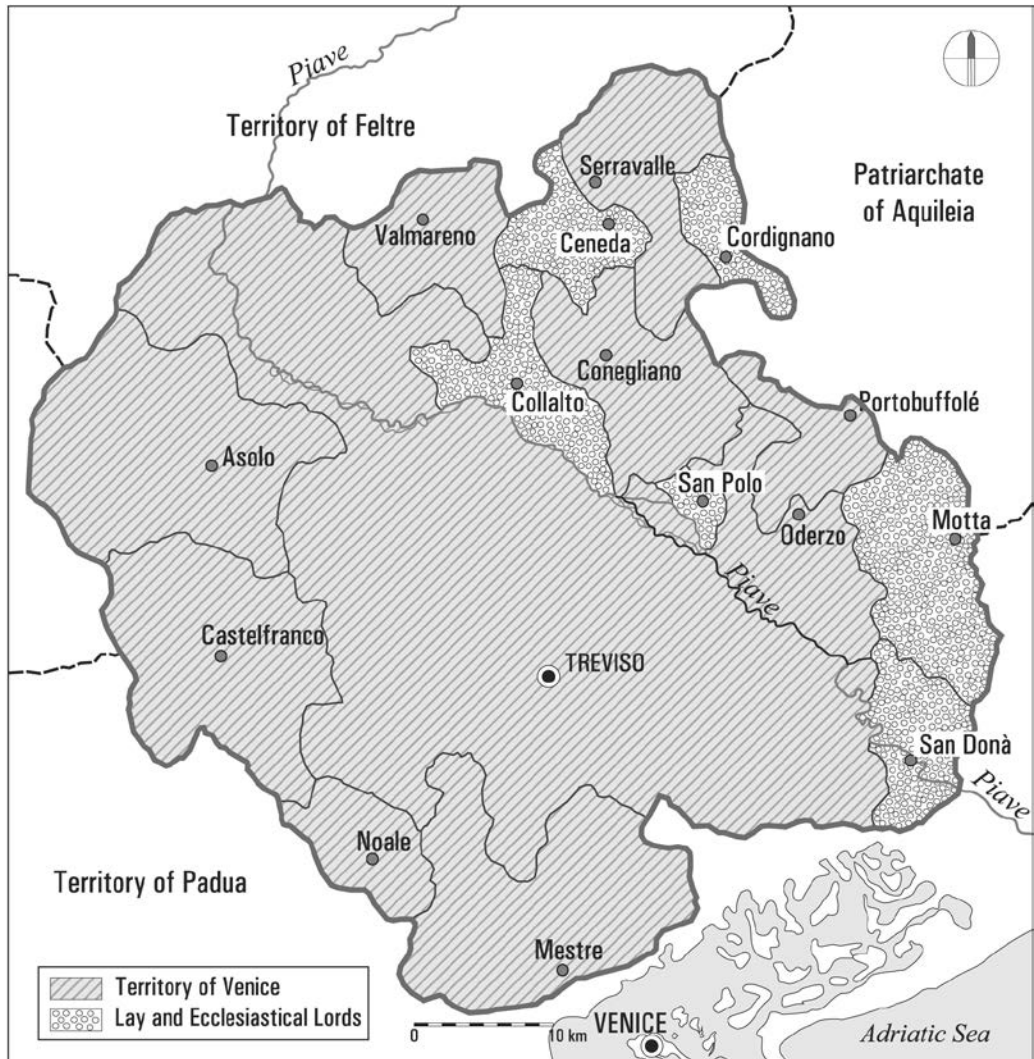 Piave
Territory of Feltre
Patriarchate
of Aquileia
Serravalle
Valmareno
Ceneda
Cordignano
Conegliano
Collalto
Portobuffolé
Asolo
San Polo
Oderzo
Motta
Piave
Castelfranco
TREVISO
San Donà
Piave
Noale
Territory of Padua
Mestre
Territory of Venice
Lay and Ecclesiastical Lords
0 10 km
VENICE
Adriatic Sea